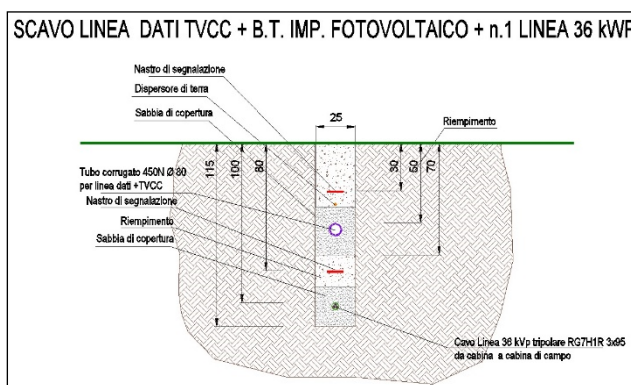 SCAVO LINEA DATI TVCC + B.T. IMP. FOTOVOLTAICO + n.1 LINEA 36 kWP
Nastro di segnalazione
Dispersore di terra
Sabbia di copertura
25
Riempimento
115
100
80
30
50
70
Tubo corrugato 450N Ø 80
per linea dati +TVCC
Nastro di segnalazione
Riempimento
Sabbia di copertura
Cavo Linea 36 kVp tripolare RG7H1R 3x95
da cabina a cabina di campo